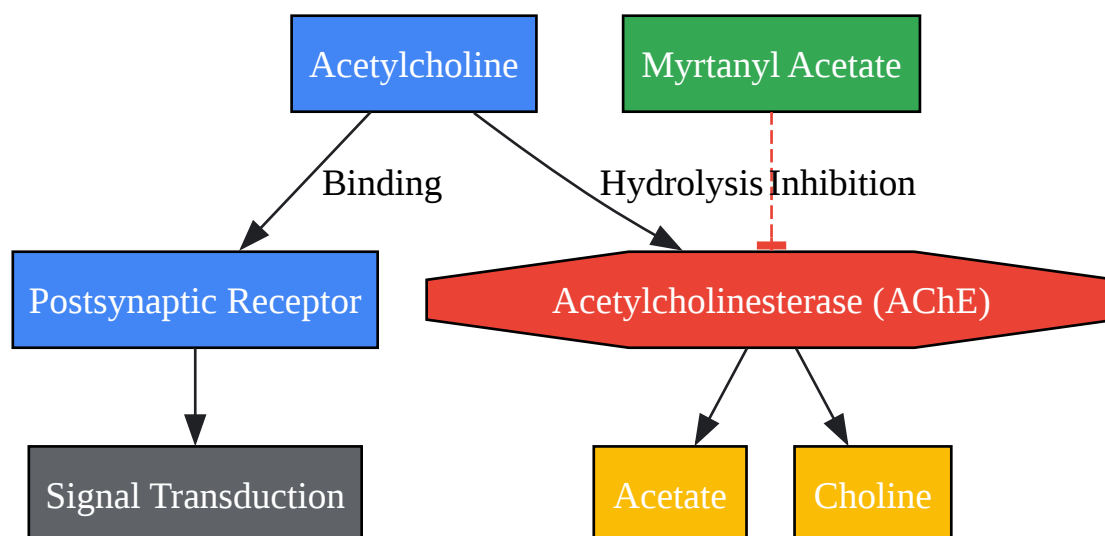 Acetylcholine
Myrtanyl Acetate
Binding
Hydrolysis
Inhibition
Postsynaptic Receptor
Acetylcholinesterase (AChE)
Signal Transduction
Acetate
Choline